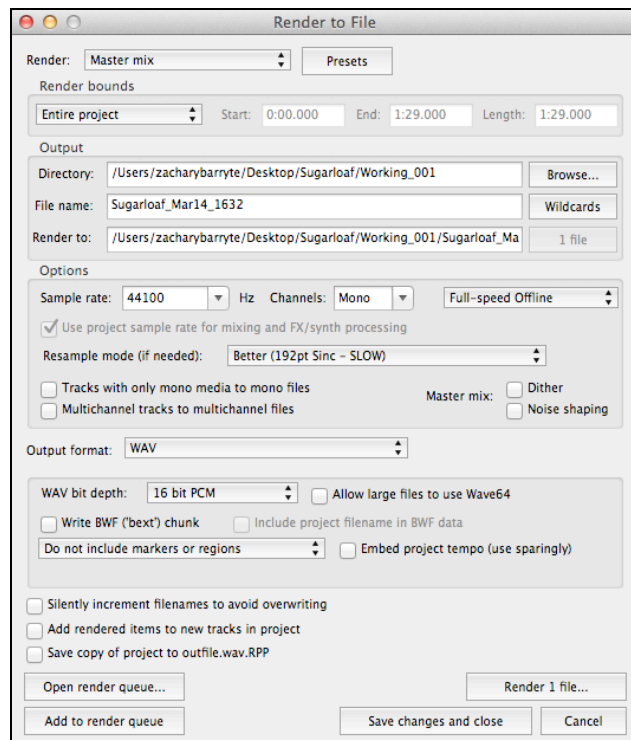 Render to File
Render: Master mix Presets
Render bounds
Entire project Start: 0:00.000 End: 1:29.000 Length: 1:29.000
Output
Directory: /Users/zacharybarryte/Desktop/Sugarloaf/Working_001 Browse...
File name: Sugarloaf_Mar14_1632 Wildcards
Render to: /Users/zacharybarryte/Desktop/Sugarloaf/Working_001/Sugarloaf_Ma 1 file
Options
Sample rate: 44100 Hz Channels: Mono Full-speed Offline
Use project sample rate for mixing and FX/synth processing
Resample mode (if needed): Better (192pt Sinc - SLOW)
Tracks with only mono media to mono files
Master mix: Dither
Multichannel tracks to multichannel files Noise shaping
Output format: WAV
WAV bit depth: 16 bit PCM Allow large files to use Wave64
Write BWF ('bext') chunk Include project filename in BWF data
Do not include markers or regions Embed project tempo (use sparingly)
Silently increment filenames to avoid overwriting
Add rendered items to new tracks in project
Save copy of project to outfile.wav.RPP
Open render queue... Render 1 file...
Add to render queue Save changes and close Cancel